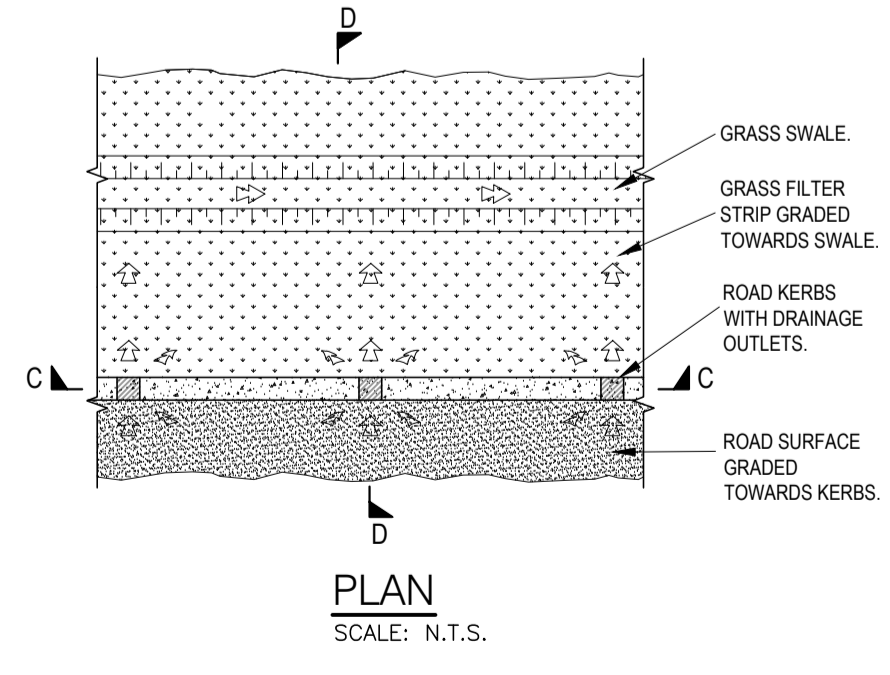 D
GRASS SWALE.
GRASS FILTER
STRIP GRADED
TOWARDS SWALE.
ROAD KERBS
WITH DRAINAGE
OUTLETS.
C
C
ROAD SURFACE
GRADED
TOWARDS KERBS.
D
PLAN
SCALE: N.T.S.